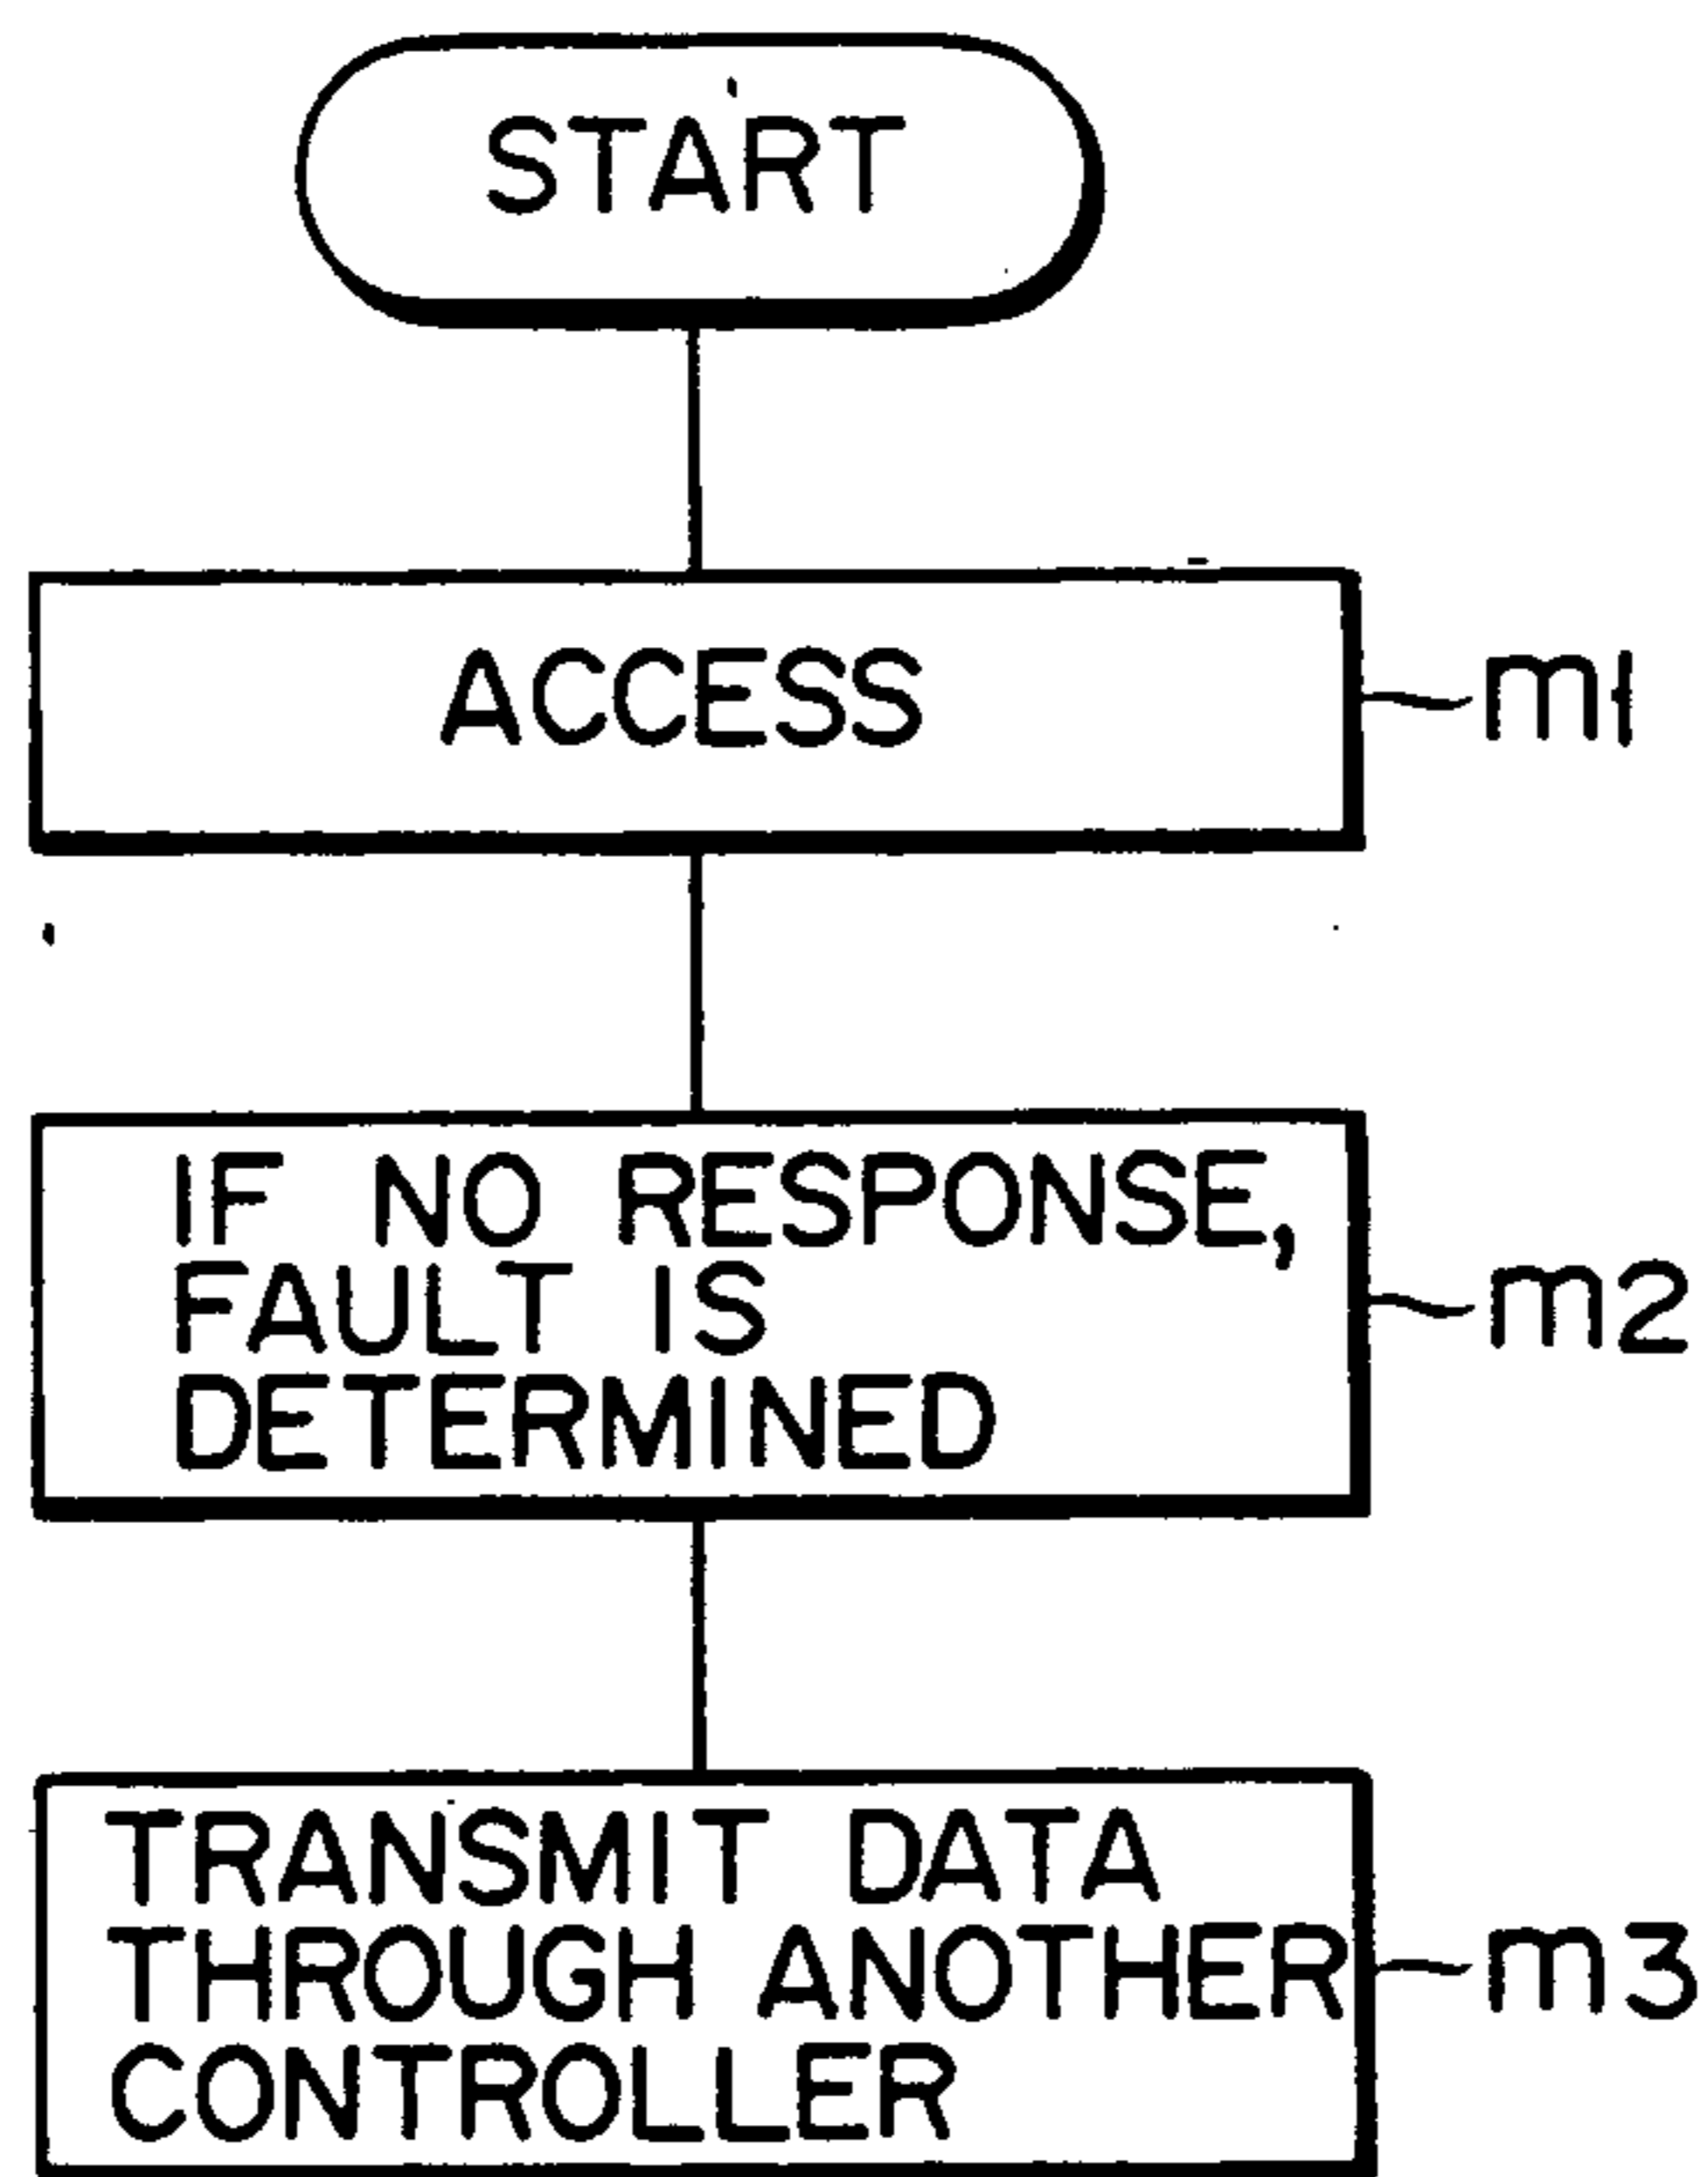 START
ACCESS
m1
IF NO RESPONSE,
FAULT IS
DETERMINED
m2
TRANSMIT DATA
THROUGH ANOTHER
CONTROLLER
m3